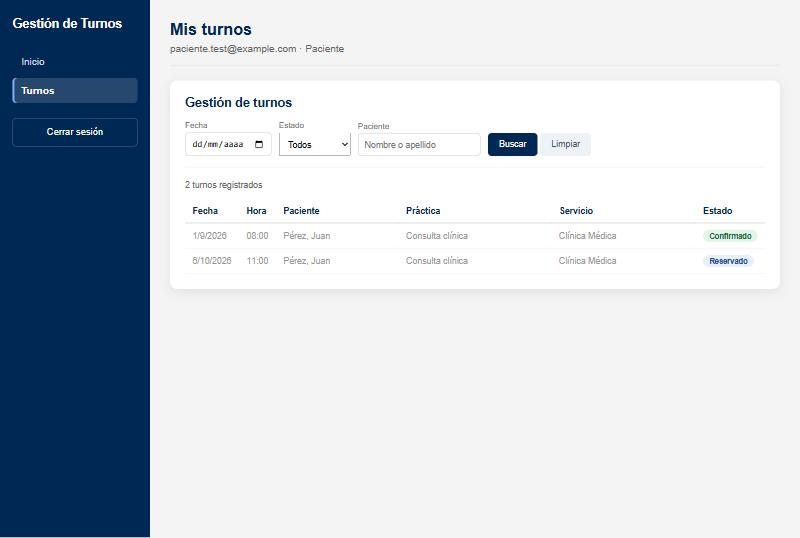 Gestión de Turnos
Inicio
Turnos
Cerrar sesión
Mis turnos
paciente.test@example.com · Paciente
Gestión de turnos
Fecha Estado Paciente
dd/mm/aaaa Todos Nombre o apellido Buscar Limpiar
2 turnos registrados
Fecha Hora Paciente Práctica Servicio Estado
1/9/2026 08:00 Pérez, Juan Consulta clínica Clínica Médica Confirmado
6/10/2026 11:00 Pérez, Juan Consulta clínica Clínica Médica Reservado